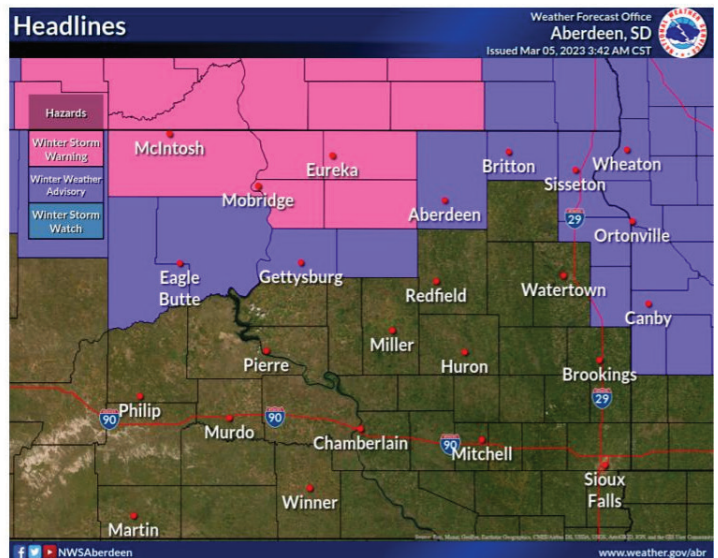 Headlines
Weather Forecast Office
Aberdeen, SD
Issued Mar 05, 2023 3:42 AM CST
Hazards
Winter Storm
Warning
Winter Weather
Advisory
Winter Storm
Watch
McIntosh
Eureka
Mobridge
Britton
Wheaton
Sisseton
Aberdeen
29
Ortonville
Eagle
Butte
Gettysburg
Redfield
Watertown
Canby
Miller
Pierre
Huron
Brookings
29
Philip
90
Murdo
90
Chamberlain
90
Mitchell
Sioux
Falls
Winner
Martin
NWSAberdeen
www.weather.gov/abr